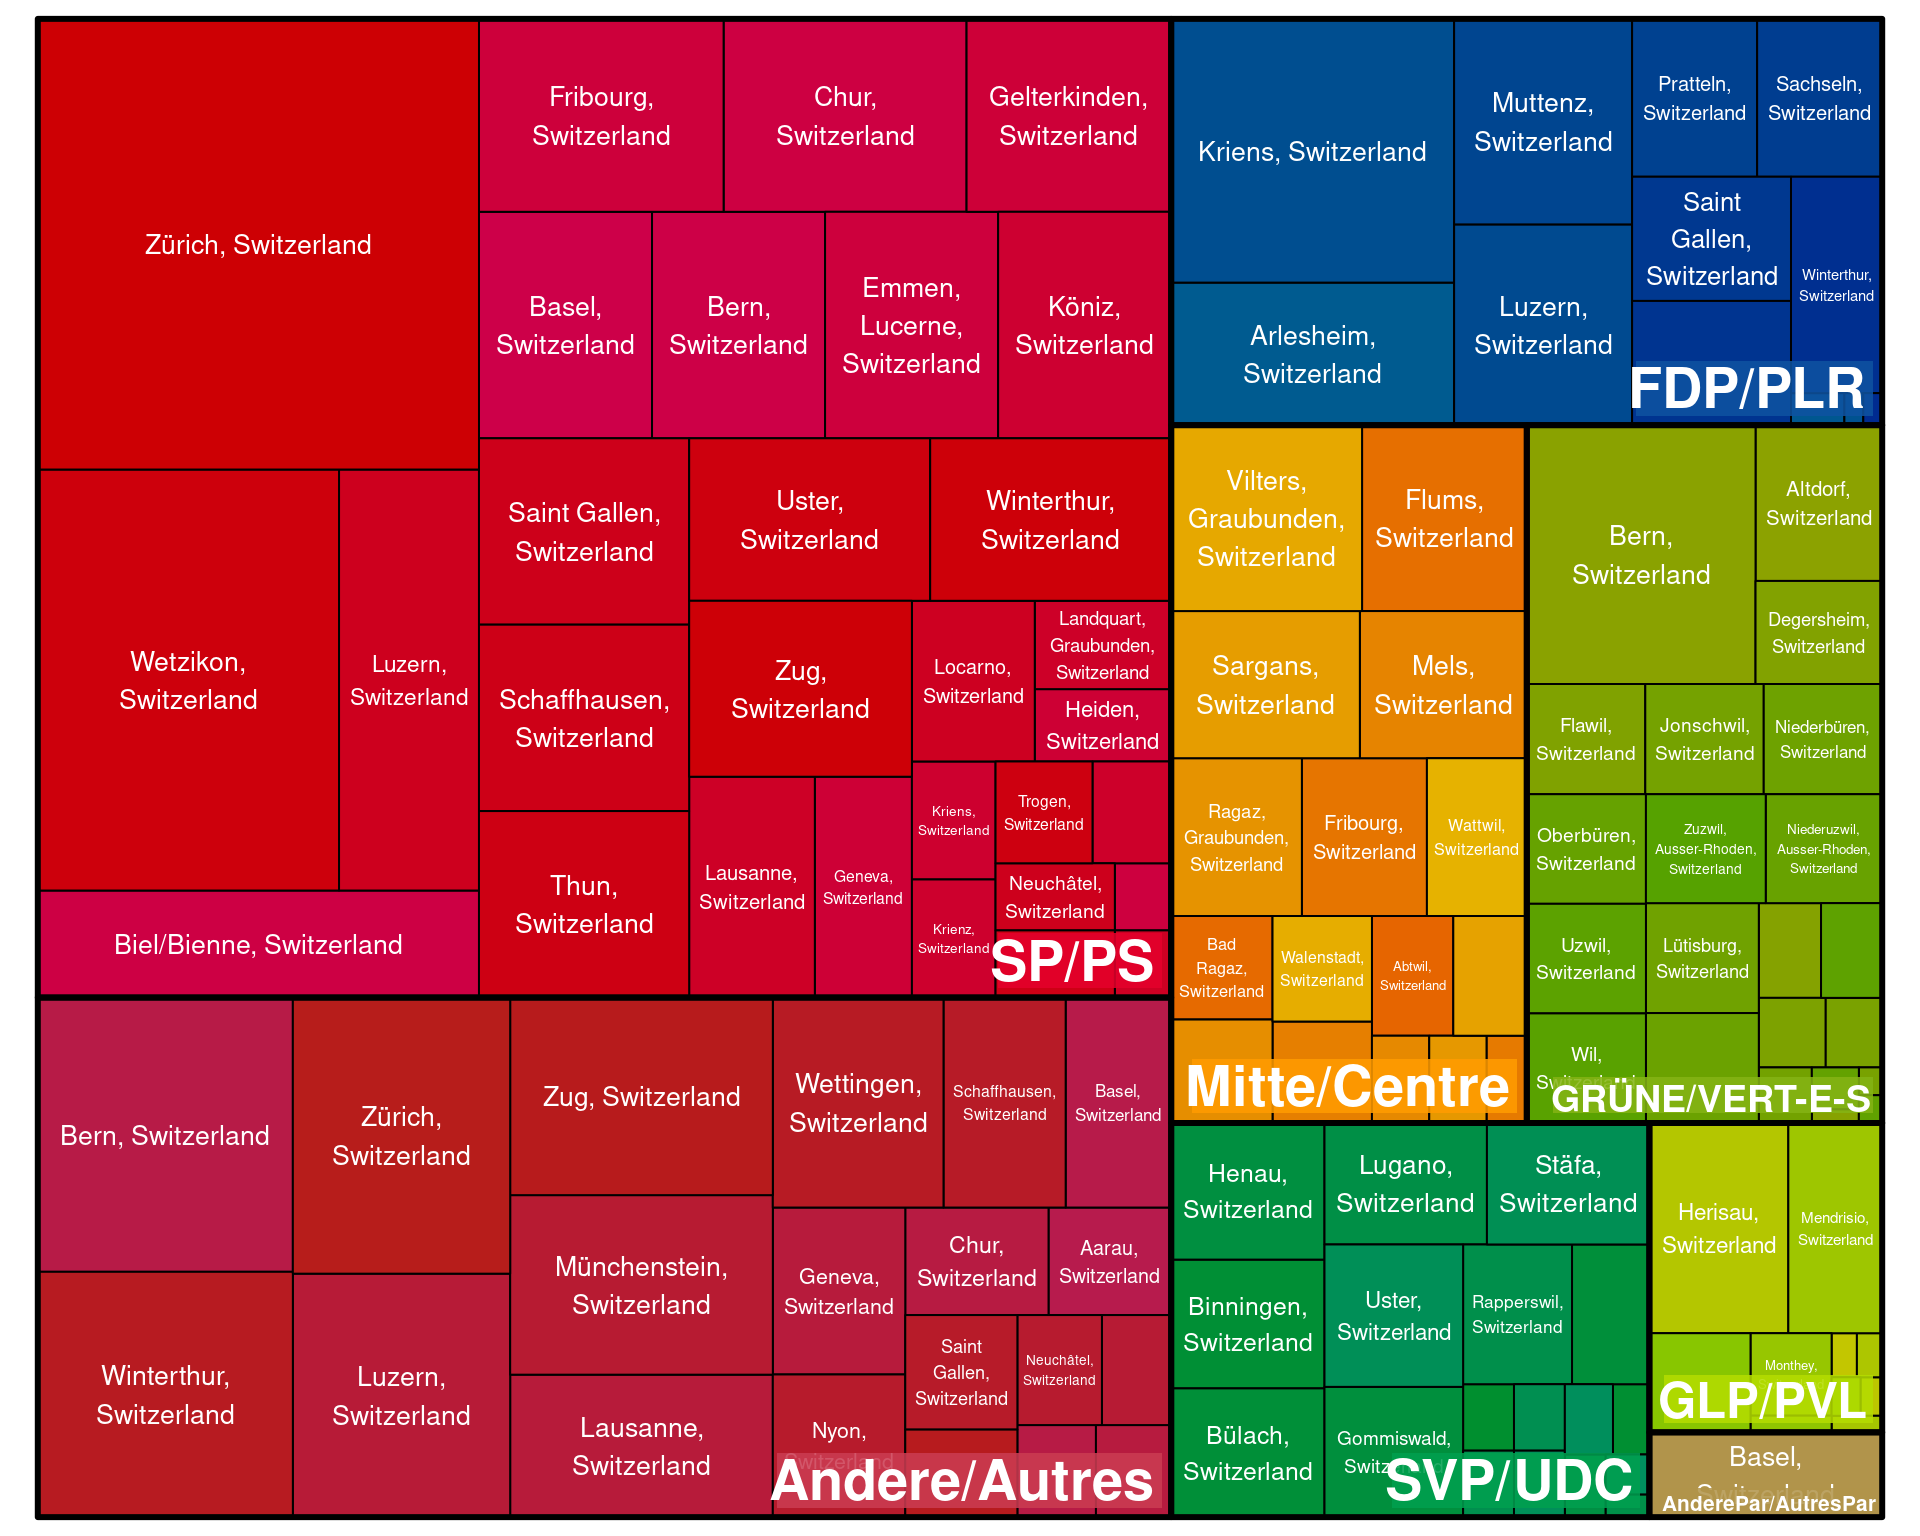 Zürich, Switzerland
Wetzikon,
Switzerland
Luzern,
Switzerland
Biel/Bienne, Switzerland
Fribourg,
Switzerland
Chur,
Switzerland
Gelterkinden,
Switzerland
Basel,
Switzerland
Bern,
Switzerland
Emmen,
Lucerne,
Switzerland
Köniz,
Switzerland
Saint Gallen,
Switzerland
Uster,
Switzerland
Winterthur,
Switzerland
Schaffhausen,
Switzerland
Thun,
Switzerland
Zug,
Switzerland
Locarno,
Switzerland
Landquart,
Graubunden,
Switzerland
Heiden,
Switzerland
Lausanne,
Switzerland
Geneva,
Switzerland
Kriens,
Switzerland
Krienz,
Switzerland
Trogen,
Switzerland
Neuchâtel,
Switzerland
SP/PS
Bern, Switzerland
Winterthur,
Switzerland
Zürich,
Switzerland
Luzern,
Switzerland
Zug, Switzerland
Münchenstein,
Switzerland
Lausanne,
Switzerland
Wettingen,
Switzerland
Schaffhausen,
Switzerland
Basel,
Switzerland
Geneva,
Switzerland
Nyon,
Switzerland
Chur,
Switzerland
Aarau,
Switzerland
Saint
Gallen,
Switzerland
Neuchâtel,
Switzerland
Andere/Autres
Kriens, Switzerland
Arlesheim,
Switzerland
Muttenz,
Switzerland
Luzern,
Switzerland
Pratteln,
Switzerland
Sachseln,
Switzerland
Saint
Gallen,
Switzerland
Winterthur,
Switzerland
FDP/PLR
Vilters,
Graubunden,
Switzerland
Flums,
Switzerland
Sargans,
Switzerland
Mels,
Switzerland
Ragaz,
Graubunden,
Switzerland
Fribourg,
Switzerland
Wattwil,
Switzerland
Bad
Ragaz,
Switzerland
Walenstadt,
Switzerland
Abtwil,
Switzerland
Mitte/Centre
Bern,
Switzerland
Altdorf,
Switzerland
Degersheim,
Switzerland
Flawil,
Switzerland
Jonschwil,
Switzerland
Niederbüren,
Switzerland
Oberbüren,
Switzerland
Zuzwil,
Ausser-Rhoden,
Switzerland
Niederuzwil,
Ausser-Rhoden,
Switzerland
Uzwil,
Switzerland
Lütisburg,
Switzerland
Wil,
Switzerland
GRÜNE/VERT-E-S
Henau,
Switzerland
Binningen,
Switzerland
Bülach,
Switzerland
Lugano,
Switzerland
Stäfa,
Switzerland
Uster,
Switzerland
Rapperswil,
Switzerland
Gommiswald,
Switzerland
SVP/UDC
Herisau,
Switzerland
Mendrisio,
Switzerland
Monthey,
GLP/PVL
Basel,
Switzerland
AnderePar/AutresPar